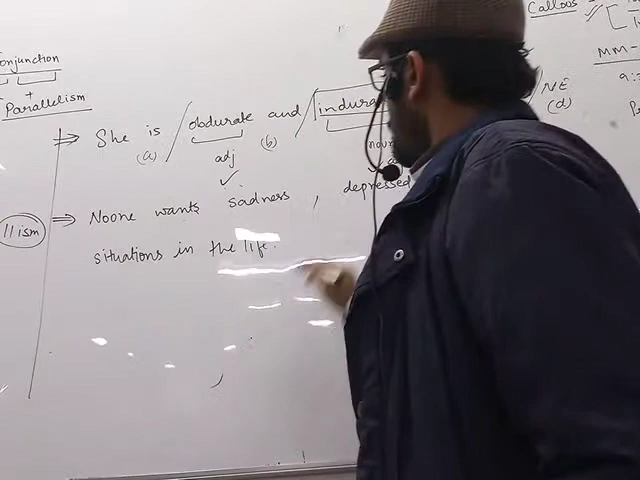 Callous
onjunction
+
Parallelism
MM-
⇒ She is / obdurate and / indura / NE
(a) adj (b) noun (d)
✓
llism ⇒ Noone wants sadness , depressed
situations in the life.